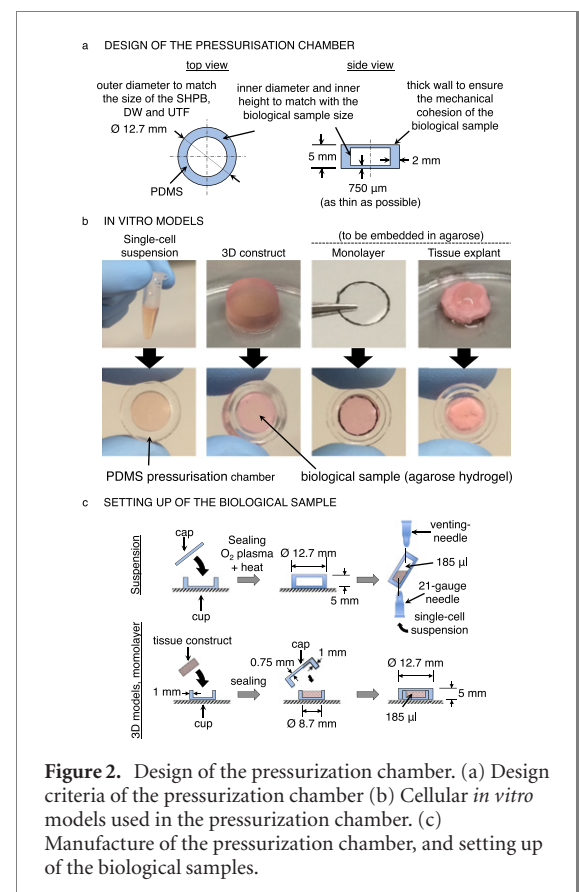 a DESIGN OF THE PRESSURISATION CHAMBER
top view
side view
outer diameter to match
the size of the SHPB,
DW and UTF
Ø 12.7 mm
PDMS
inner diameter and inner
height to match with the
biological sample size
thick wall to ensure
the mechanical
cohesion of the
biological sample
5 mm
2 mm
750 µm
(as thin as possible)
b IN VITRO MODELS
(to be embedded in agarose)
Single-cell
suspension
3D construct
Monolayer
Tissue explant
PDMS pressurisation chamber
biological sample (agarose hydrogel)
c SETTING UP OF THE BIOLOGICAL SAMPLE
Suspension
cap
cup
Sealing
O₂ plasma
+ heat
Ø 12.7 mm
5 mm
venting-
needle
185 µl
21-gauge
needle
single-cell
suspension
3D models, momolayer
tissue construct
1 mm
cup
sealing
cap
1 mm
0.75 mm
Ø 8.7 mm
Ø 12.7 mm
5 mm
185 µl
Figure 2. Design of the pressurization chamber. (a) Design
criteria of the pressurization chamber (b) Cellular in vitro
models used in the pressurization chamber. (c)
Manufacture of the pressurization chamber, and setting up
of the biological samples.